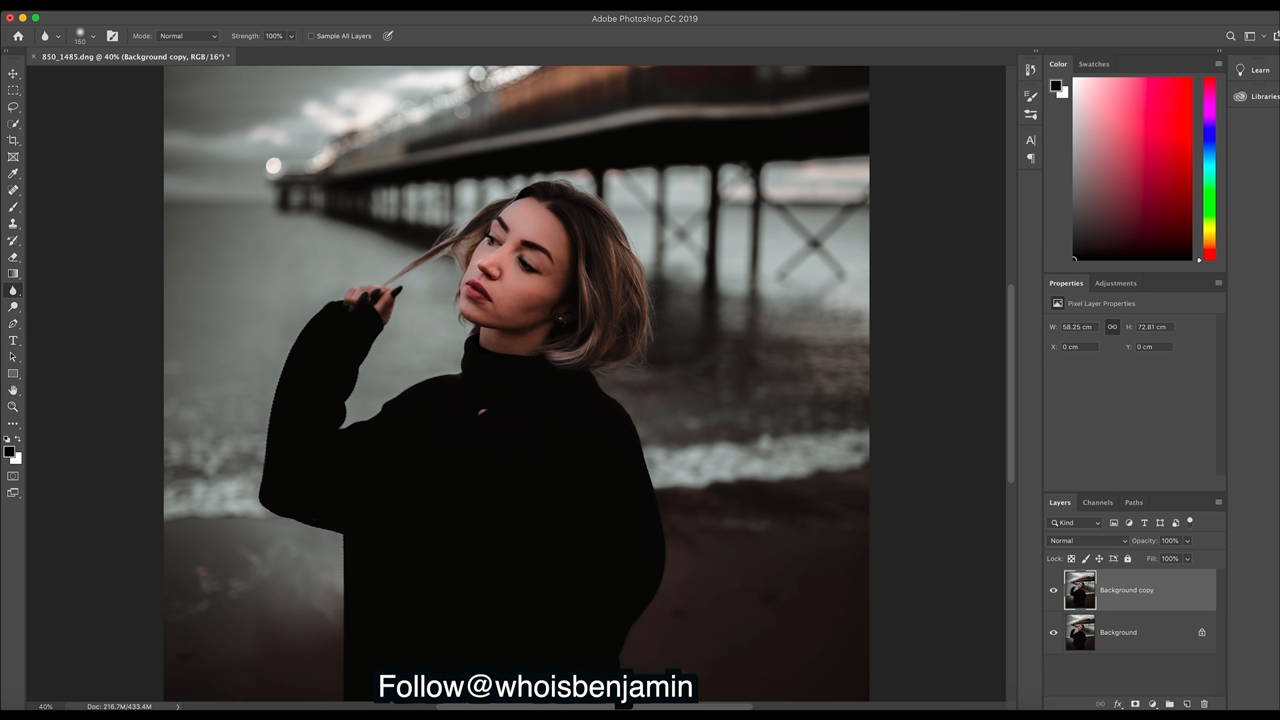 Adobe Photoshop CC 2019
150
Mode: Normal
Strength: 100%
Sample All Layers
850_1485.dng @ 40% (Background copy, RGB/16*) *
Color
Swatches
Learn
Libraries
Properties
Adjustments
Pixel Layer Properties
W: 58.25 cm
H: 72.81 cm
X: 0 cm
Y: 0 cm
Layers
Channels
Paths
Kind
Normal
Opacity: 100%
Lock:
Fill: 100%
Background copy
Background
Follow@whoisbenjamin
40%
Doc: 216.7M/433.4M